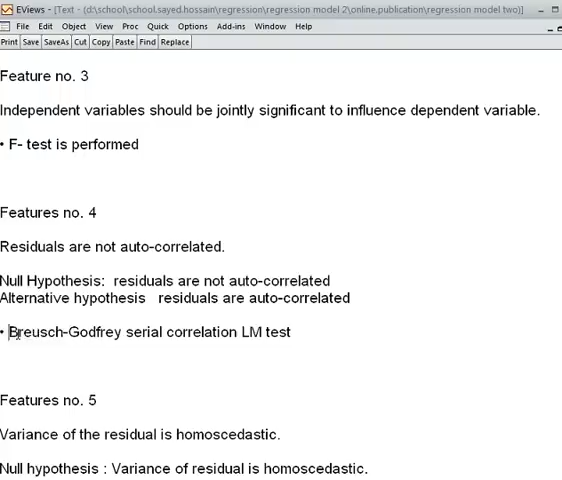 EViews - [Text - (d:\school\school.sayed.hossain\regression\regression model 2\online.publication\regression model two)]
File Edit Object View Proc Quick Options Add-ins Window Help
Print Save SaveAs Cut Copy Paste Find Replace
Feature no. 3
Independent variables should be jointly significant to influence dependent variable.
• F- test is performed
Features no. 4
Residuals are not auto-correlated.
Null Hypothesis: residuals are not auto-correlated
Alternative hypothesis residuals are auto-correlated
• Breusch-Godfrey serial correlation LM test
Features no. 5
Variance of the residual is homoscedastic.
Null hypothesis : Variance of residual is homoscedastic.